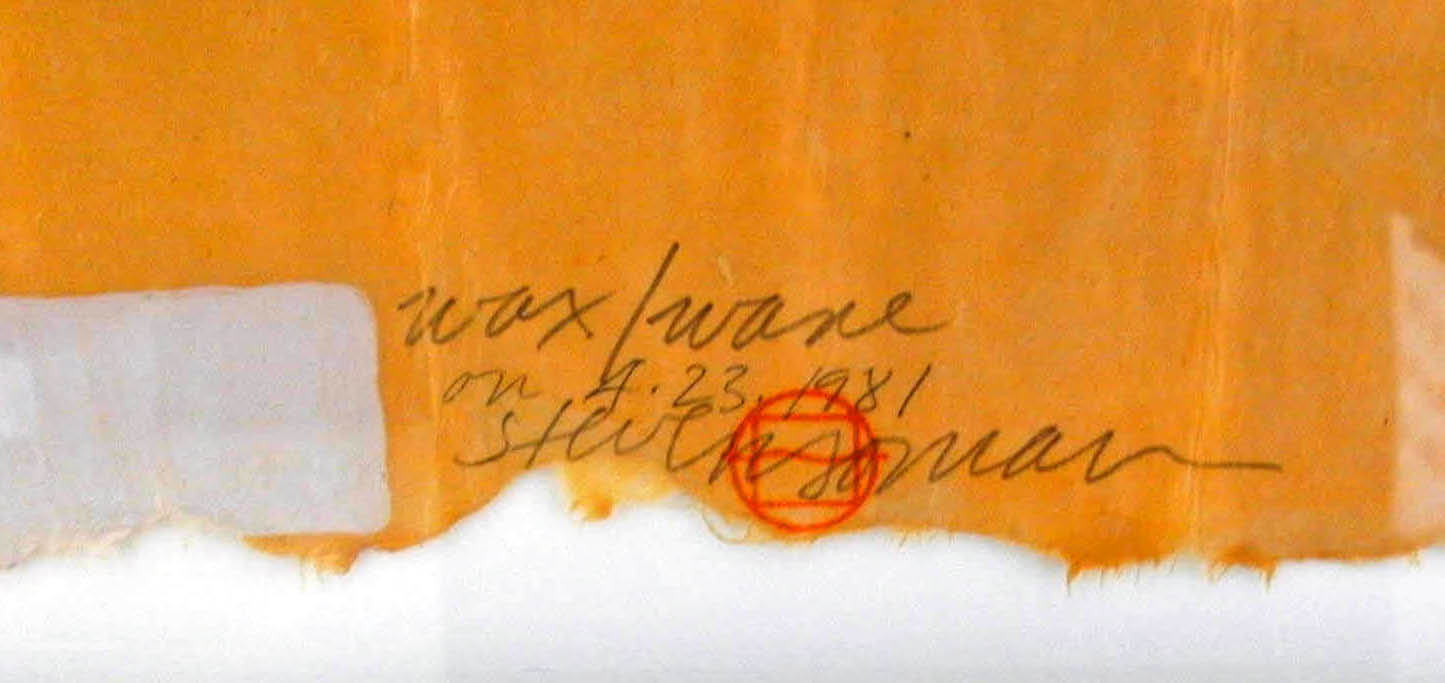 wax/wane
on 4.23.1981
steven sorman